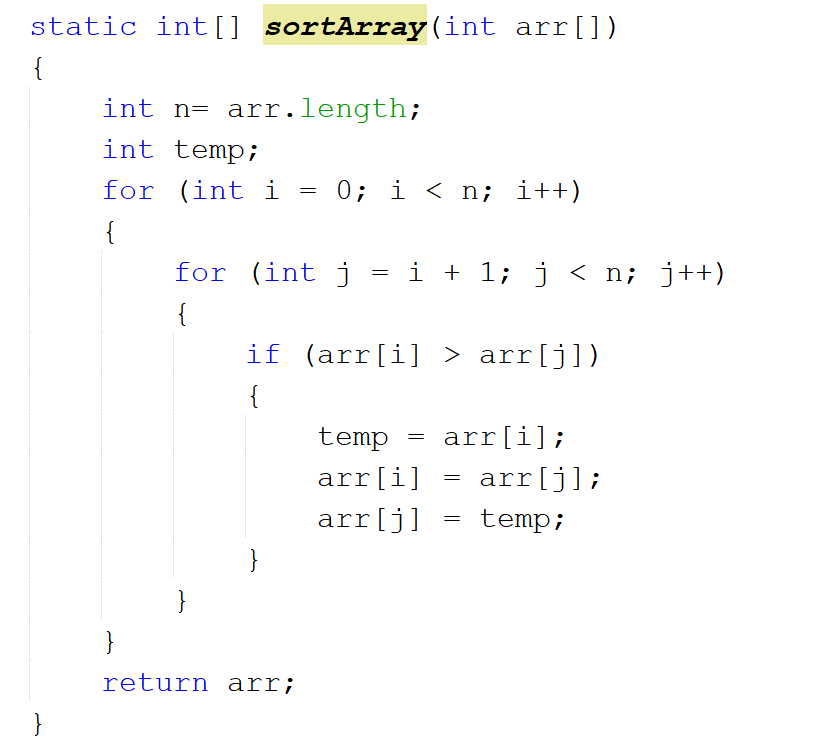 static int[] sortArray(int arr[])
{
    int n= arr.length;
    int temp;
    for (int i = 0; i < n; i++)
    {
        for (int j = i + 1; j < n; j++)
        {
            if (arr[i] > arr[j])
            {
                temp = arr[i];
                arr[i] = arr[j];
                arr[j] = temp;
            }
        }
    }
    return arr;
}